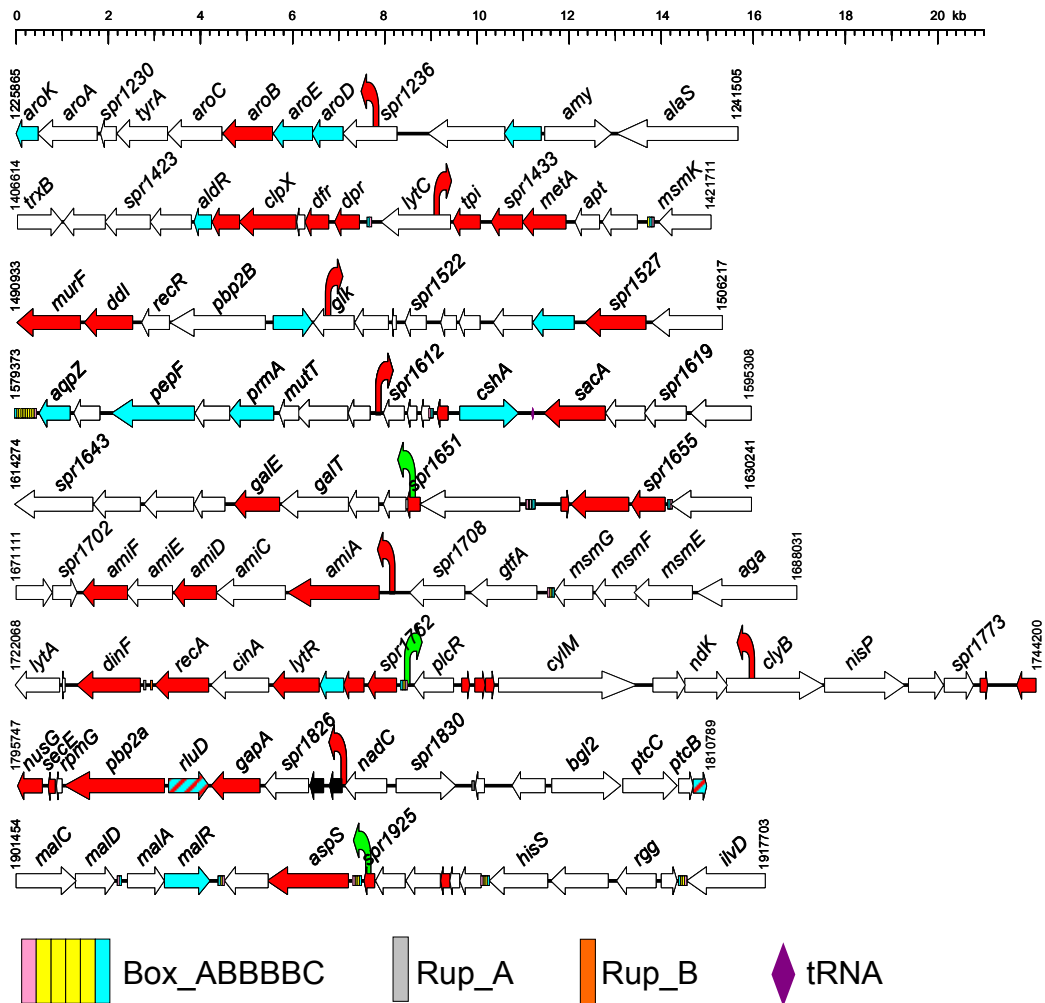 0 2 4 6 8 10 12 14 16 18 20 kb
1225865 aroK aroA spr1230 tyrA aroC aroB aroE aroD spr1236 amy alaS 1241505
1406614 trxB spr1423 aldR clpX dfr dpr lytC tpi spr1433 metA apt msmK 1421711
1490933 murF ddl recR pbp2B glk spr1522 spr1527 1506217
1579373 aqpZ pepF prmA mutT spr1612 cshA sacA spr1619 1595308
1614274 spr1643 galE galT spr1651 spr1655 1630241
1671111 spr1702 amiF amiE amiD amiC amiA spr1708 gtfA msmG msmF msmE aga 1688031
1722068 lytA dinF recA cinA lytR spr1762 plcR cylM ndK clyB nisP spr1773 1744200
1795747 nusG secE rpmG pbp2a rluD gapA spr1826 nadC spr1830 bgl2 ptcC ptcB 1810789
1901454 malC malD malA malR aspS spr1925 hisS rgg ilvD 1917703
Box_ABBBBC Rup_A Rup_B tRNA